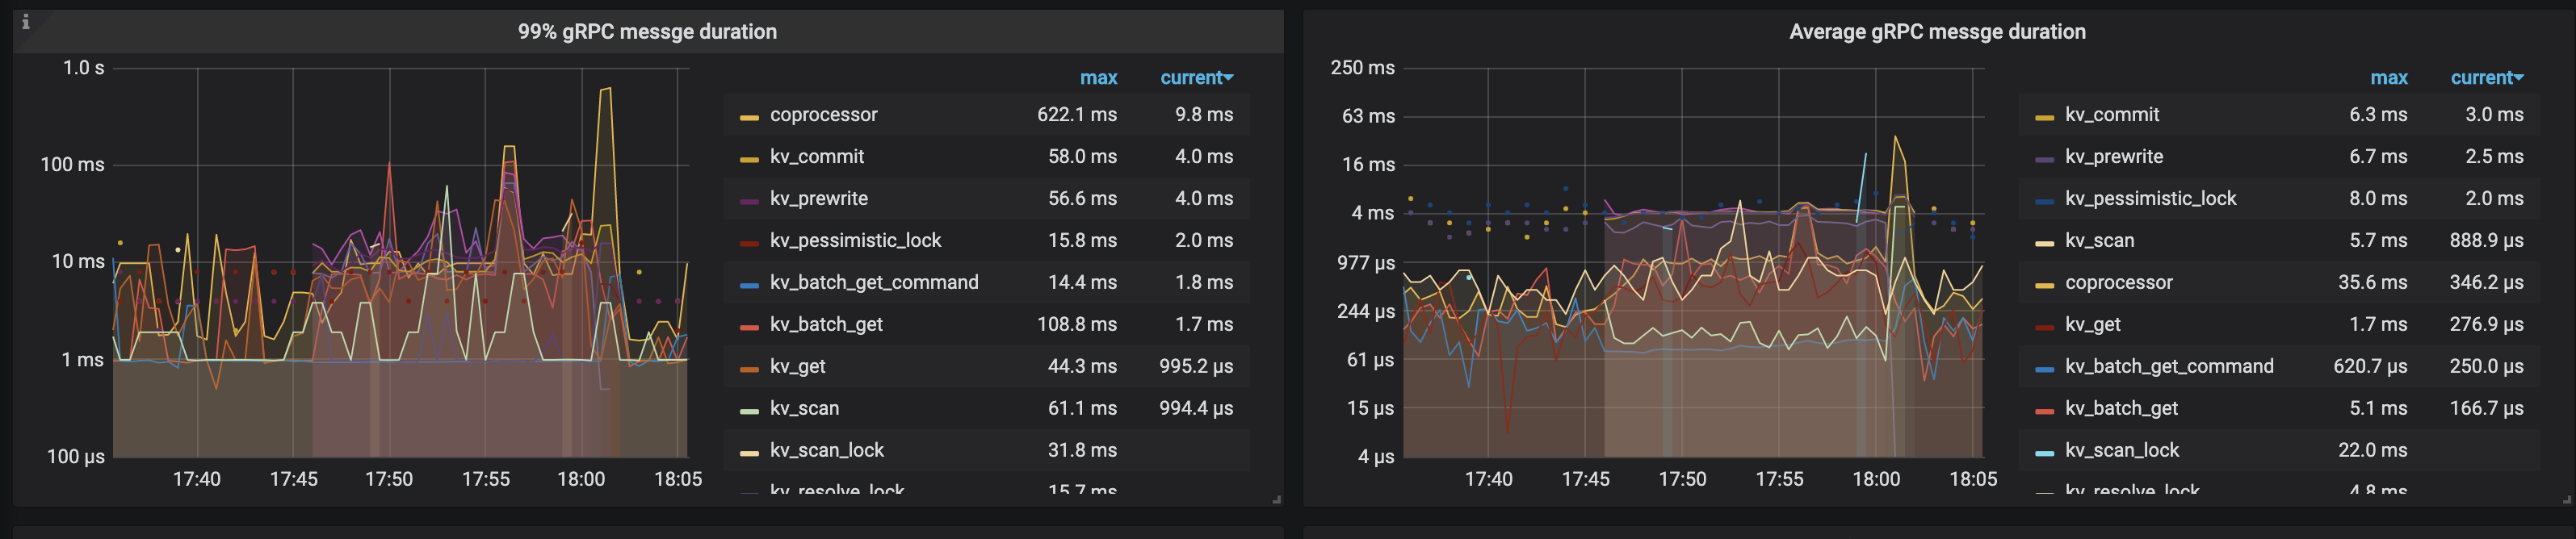 i
99% gRPC messge duration
1.0 s
100 ms
10 ms
1 ms
100 µs
17:40 17:45 17:50 17:55 18:00 18:05
max current
coprocessor 622.1 ms 9.8 ms
kv_commit 58.0 ms 4.0 ms
kv_prewrite 56.6 ms 4.0 ms
kv_pessimistic_lock 15.8 ms 2.0 ms
kv_batch_get_command 14.4 ms 1.8 ms
kv_batch_get 108.8 ms 1.7 ms
kv_get 44.3 ms 995.2 µs
kv_scan 61.1 ms 994.4 µs
kv_scan_lock 31.8 ms
kv_resolve_lock 15.7 ms
Average gRPC messge duration
250 ms
63 ms
16 ms
4 ms
977 µs
244 µs
61 µs
15 µs
4 µs
17:40 17:45 17:50 17:55 18:00 18:05
max current
kv_commit 6.3 ms 3.0 ms
kv_prewrite 6.7 ms 2.5 ms
kv_pessimistic_lock 8.0 ms 2.0 ms
kv_scan 5.7 ms 888.9 µs
coprocessor 35.6 ms 346.2 µs
kv_get 1.7 ms 276.9 µs
kv_batch_get_command 620.7 µs 250.0 µs
kv_batch_get 5.1 ms 166.7 µs
kv_scan_lock 22.0 ms
kv_resolve_lock 4.8 ms